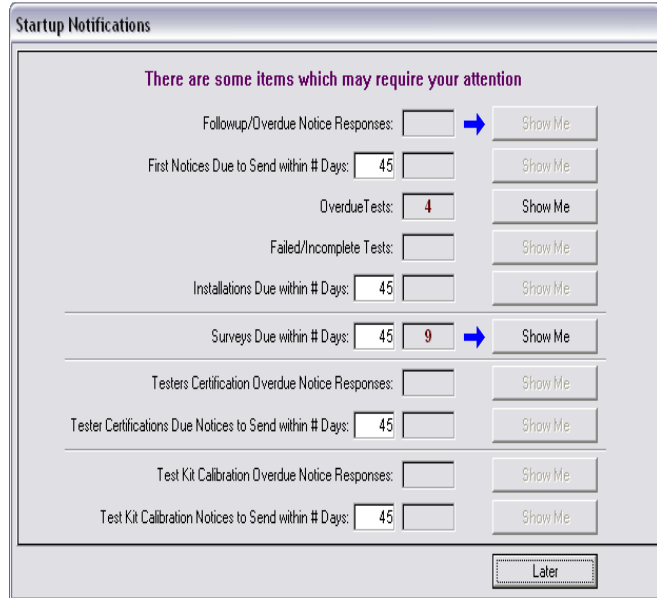 Startup Notifications
There are some items which may require your attention
Followup/Overdue Notice Responses: Show Me
First Notices Due to Send within # Days: 45 Show Me
OverdueTests: 4 Show Me
Failed/Incomplete Tests: Show Me
Installations Due within # Days: 45 Show Me
Surveys Due within # Days: 45 9 Show Me
Testers Certification Overdue Notice Responses: Show Me
Tester Certifications Due Notices to Send within # Days: 45 Show Me
Test Kit Calibration Overdue Notice Responses: Show Me
Test Kit Calibration Notices to Send within # Days: 45 Show Me
Later